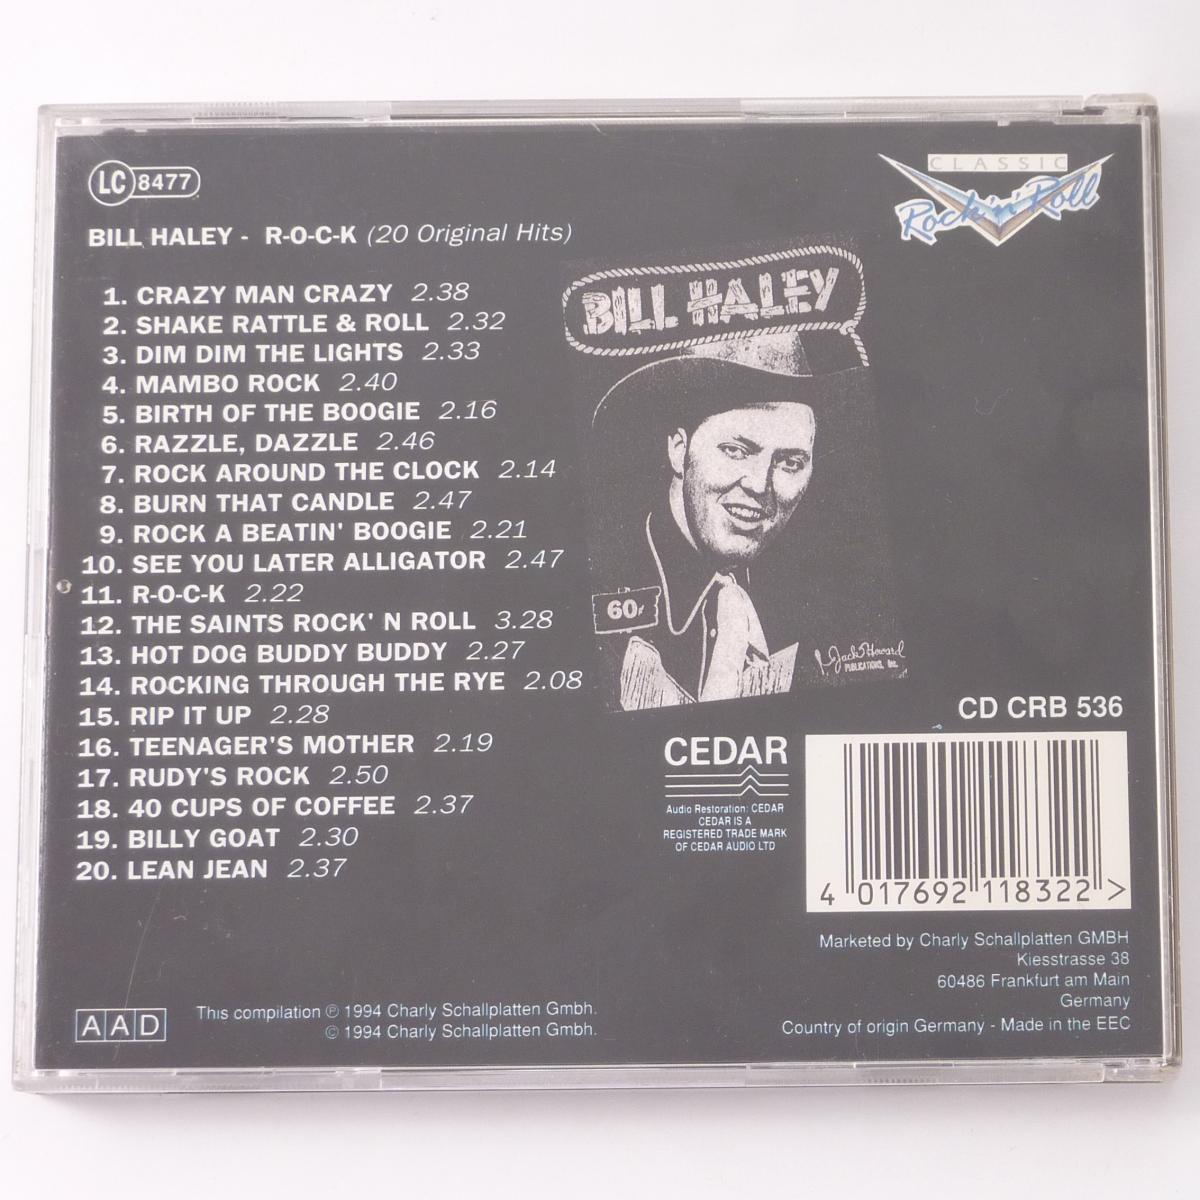 LC 8477
CLASSIC
Rock 'n' Roll
BILL HALEY - R-O-C-K (20 Original Hits)
1. CRAZY MAN CRAZY 2.38
2. SHAKE RATTLE & ROLL 2.32
3. DIM DIM THE LIGHTS 2.33
4. MAMBO ROCK 2.40
5. BIRTH OF THE BOOGIE 2.16
6. RAZZLE, DAZZLE 2.46
7. ROCK AROUND THE CLOCK 2.14
8. BURN THAT CANDLE 2.47
9. ROCK A BEATIN' BOOGIE 2.21
10. SEE YOU LATER ALLIGATOR 2.47
11. R-O-C-K 2.22
12. THE SAINTS ROCK' N ROLL 3.28
13. HOT DOG BUDDY BUDDY 2.27
14. ROCKING THROUGH THE RYE 2.08
15. RIP IT UP 2.28
16. TEENAGER'S MOTHER 2.19
17. RUDY'S ROCK 2.50
18. 40 CUPS OF COFFEE 2.37
19. BILLY GOAT 2.30
20. LEAN JEAN 2.37
BILL HALEY
60¢
Jack Howard
PUBLICATIONS, Inc.
CD CRB 536
CEDAR
Audio Restoration: CEDAR
CEDAR IS A
REGISTERED TRADE MARK
OF CEDAR AUDIO LTD
4 017692 118322 >
Marketed by Charly Schallplatten GMBH
Kiesstrasse 38
60486 Frankfurt am Main
Germany
Country of origin Germany - Made in the EEC
AAD
This compilation ℗ 1994 Charly Schallplatten Gmbh.
© 1994 Charly Schallplatten Gmbh.